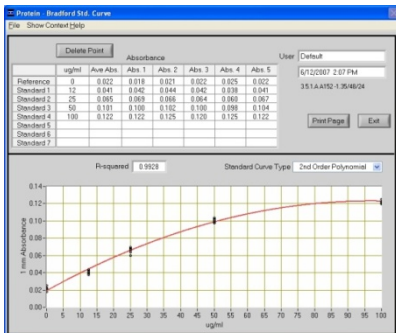 Protein - Bradford Std. Curve
File Show Context Help
Delete Point
Absorbance
User Default
6/12/2007 2:07 PM
3.5.1.A A152 -1.35/46/24
ug/ml Ave Abs. Abs. 1 Abs. 2 Abs. 3 Abs. 4 Abs. 5
Reference 0 0.022 0.018 0.021 0.022 0.025 0.022
Standard 1 12 0.041 0.042 0.044 0.042 0.038 0.041
Standard 2 25 0.065 0.069 0.066 0.064 0.060 0.067
Standard 3 50 0.101 0.100 0.102 0.100 0.099 0.104
Standard 4 100 0.122 0.122 0.125 0.120 0.125 0.122
Standard 5
Standard 6
Standard 7
Print Page
Exit
R-squared 0.9928
Standard Curve Type 2nd Order Polynomial
1 mm Absorbance
0.14
0.12
0.10
0.08
0.06
0.04
0.02
0.00
0 5 10 15 20 25 30 35 40 45 50 55 60 65 70 75 80 85 90 95 100
ug/ml